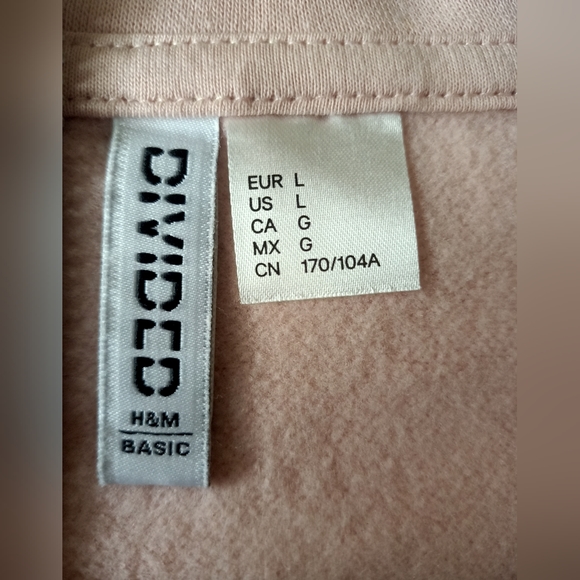 DIVIDED
H&M
BASIC
EUR L
US L
CA G
MX G
CN 170/104A